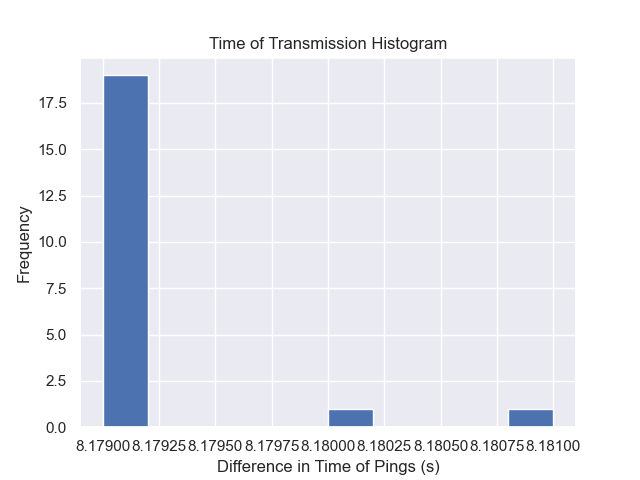 Time of Transmission Histogram
Frequency
17.5
15.0
12.5
10.0
7.5
5.0
2.5
0.0
8.17900 8.17925 8.17950 8.17975 8.18000 8.18025 8.18050 8.18075 8.18100
Difference in Time of Pings (s)